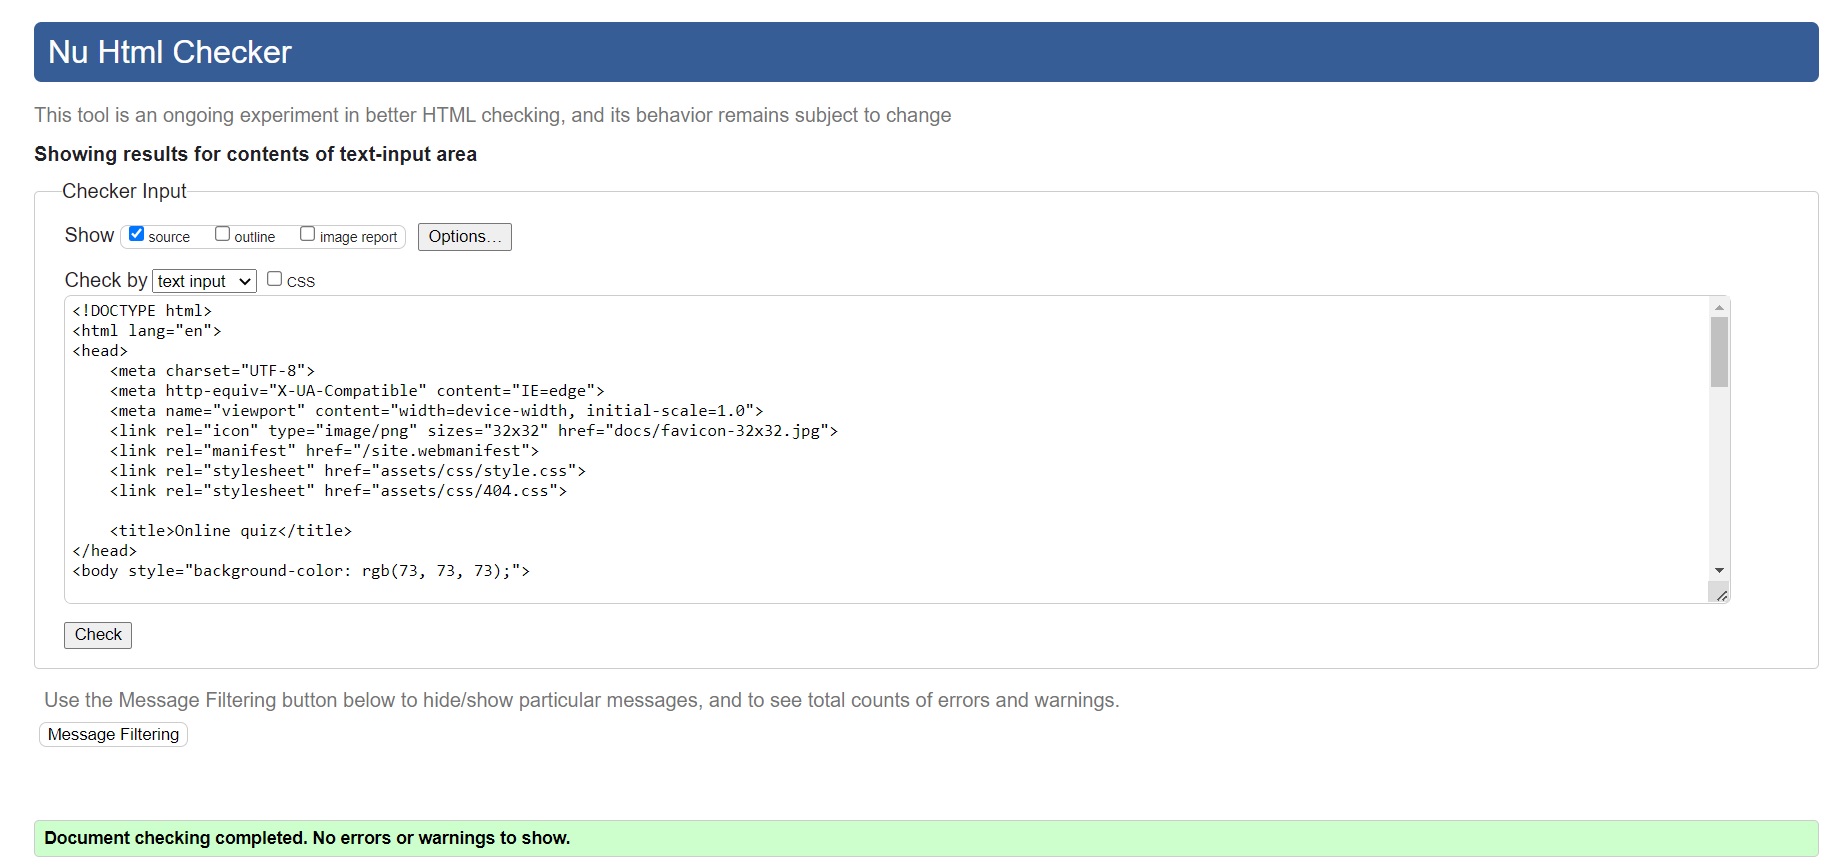 Nu Html Checker
This tool is an ongoing experiment in better HTML checking, and its behavior remains subject to change
Showing results for contents of text-input area
Checker Input
Show source outline image report Options...
Check by text input CSS
<!DOCTYPE html>
<html lang="en">
<head>
    <meta charset="UTF-8">
    <meta http-equiv="X-UA-Compatible" content="IE=edge">
    <meta name="viewport" content="width=device-width, initial-scale=1.0">
    <link rel="icon" type="image/png" sizes="32x32" href="docs/favicon-32x32.jpg">
    <link rel="manifest" href="/site.webmanifest">
    <link rel="stylesheet" href="assets/css/style.css">
    <link rel="stylesheet" href="assets/css/404.css">
    <title>Online quiz</title>
</head>
<body style="background-color: rgb(73, 73, 73);">
Check
Use the Message Filtering button below to hide/show particular messages, and to see total counts of errors and warnings.
Message Filtering
Document checking completed. No errors or warnings to show.